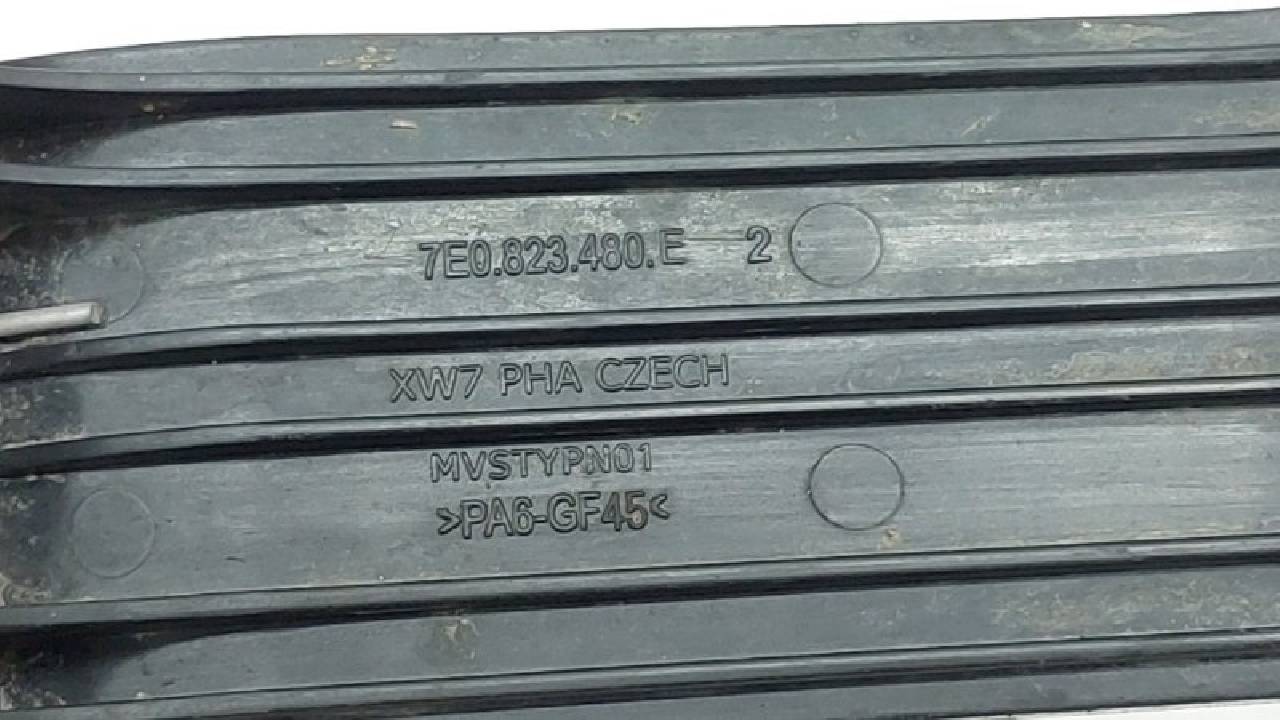 7E0.823.480.E 2
XW7 PHA CZECH
MVSTYPN01
>PA6-GF45<